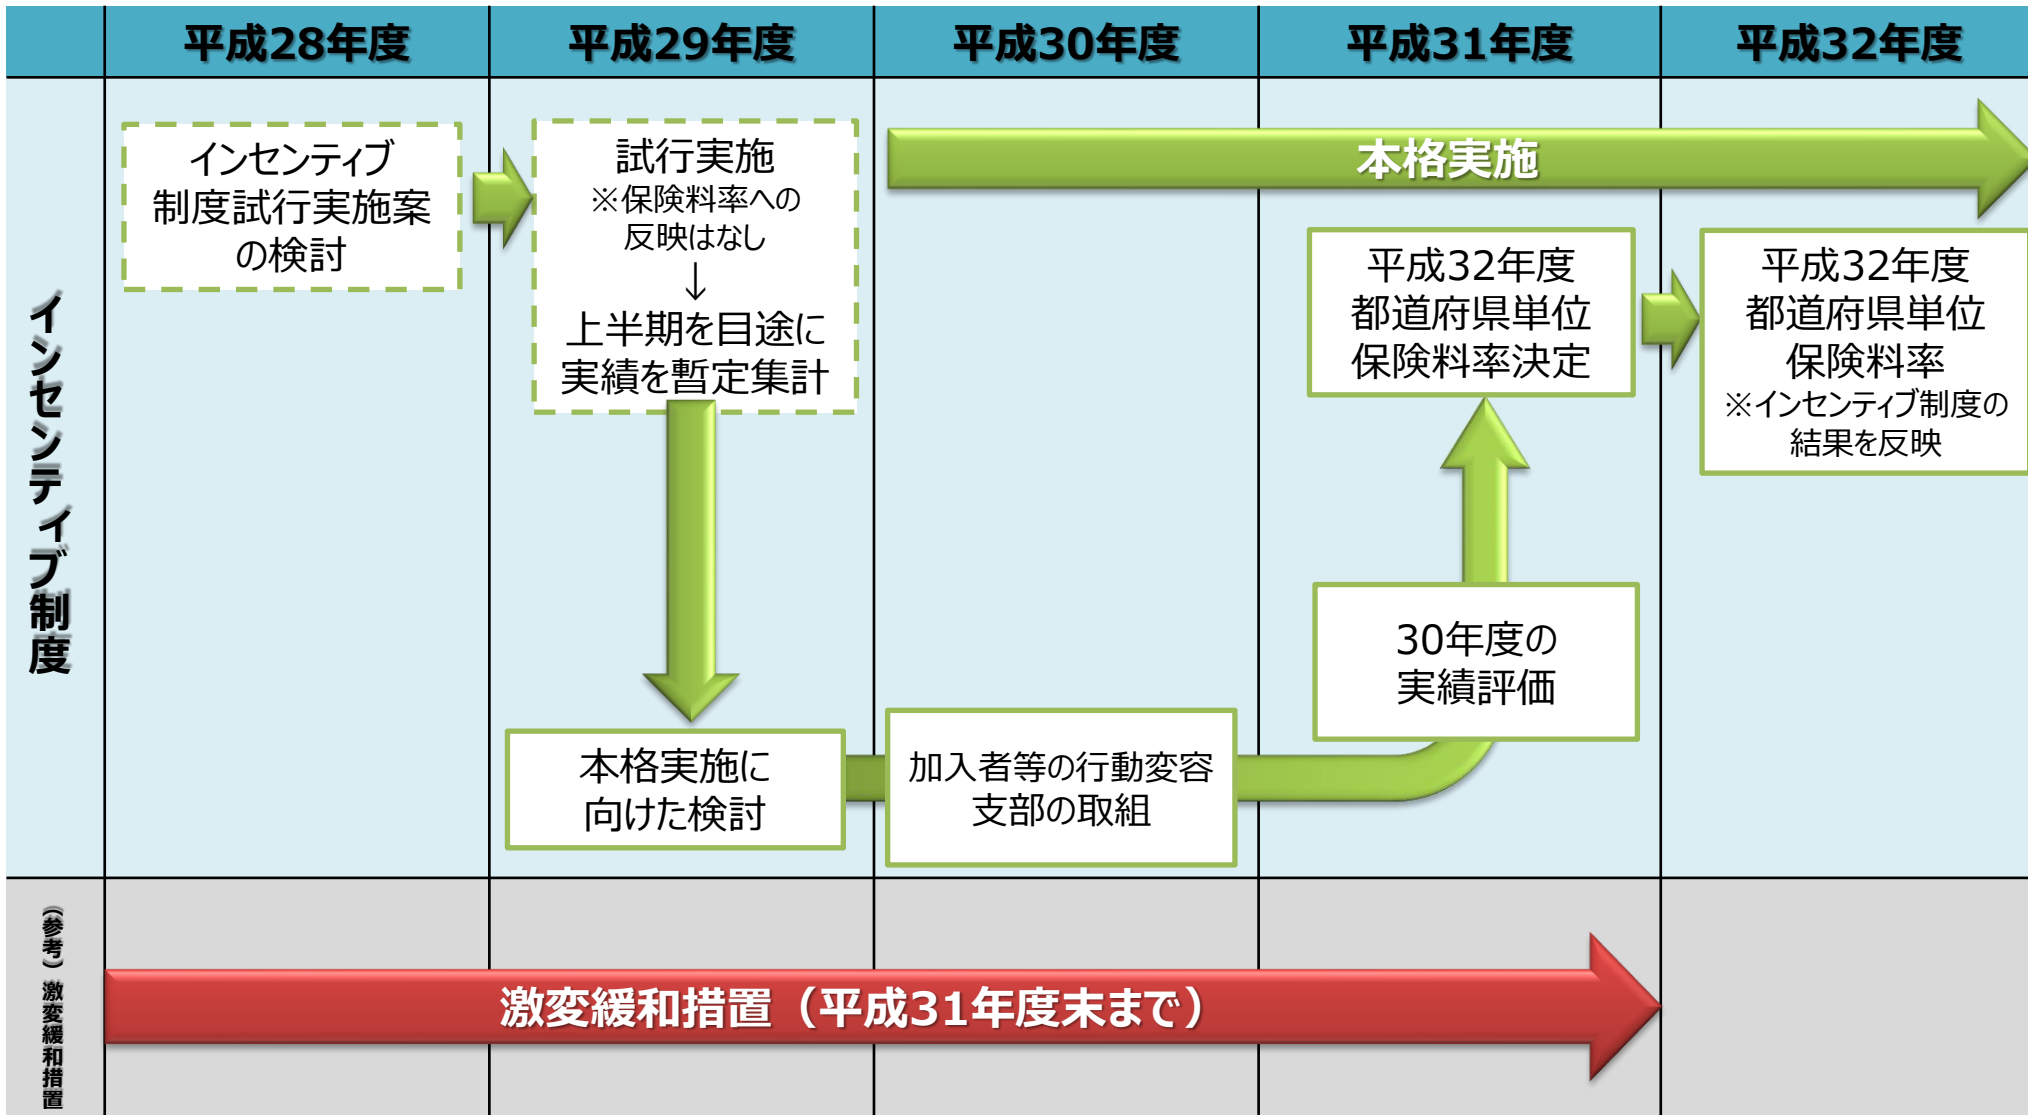 平成28年度
平成29年度
平成30年度
平成31年度
平成32年度
インセンティブ制度
インセンティブ
制度試行実施案
の検討
試行実施
※保険料率への
反映はなし
↓
上半期を目途に
実績を暫定集計
本格実施に
向けた検討
本格実施
加入者等の行動変容
支部の取組
平成32年度
都道府県単位
保険料率決定
30年度の
実績評価
平成32年度
都道府県単位
保険料率
※インセンティブ制度の
結果を反映
(参考)激変緩和措置
激変緩和措置（平成31年度末まで）